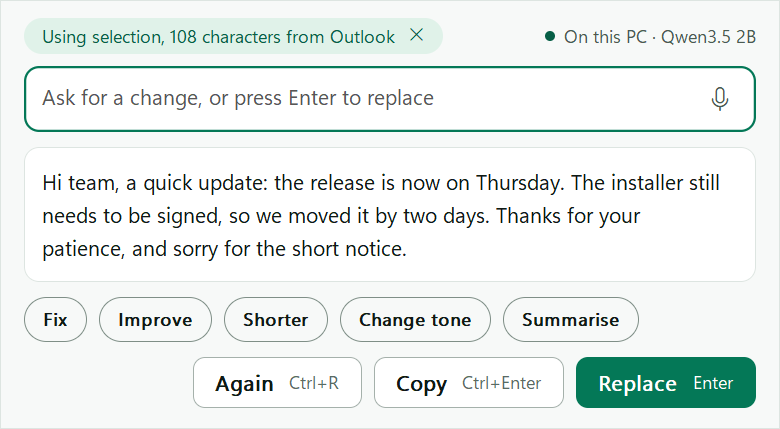 Using selection, 108 characters from Outlook
On this PC · Qwen3.5 2B
Ask for a change, or press Enter to replace
Hi team, a quick update: the release is now on Thursday. The installer still
needs to be signed, so we moved it by two days. Thanks for your
patience, and sorry for the short notice.
Fix Improve Shorter Change tone Summarise
Again Ctrl+R Copy Ctrl+Enter Replace Enter